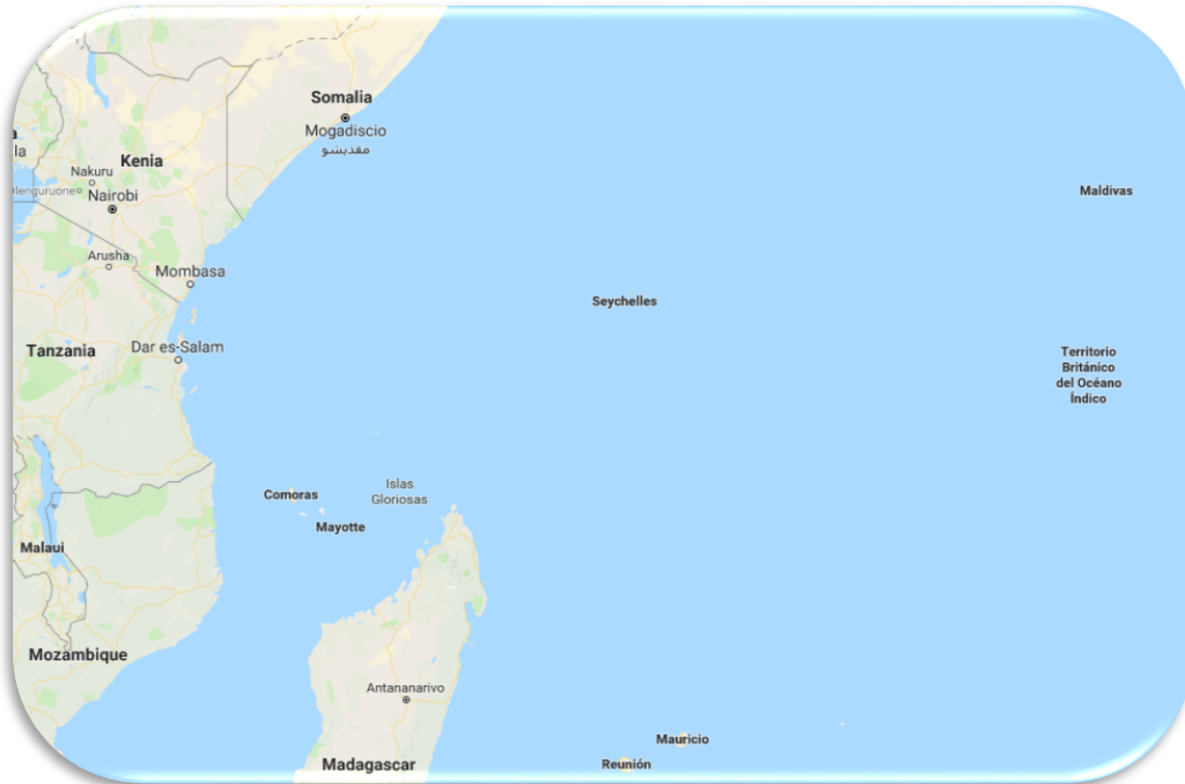 Somalia
Mogadiscio
مقديشو
Kenia
Nakuru
Olenguruone
Nairobi
Maldivas
Arusha
Mombasa
Seychelles
Tanzania
Dar es-Salam
Territorio
Británico
del Océano
Índico
Islas
Gloriosas
Comoras
Mayotte
Malaui
Mozambique
Antananarivo
Mauricio
Madagascar
Reunión